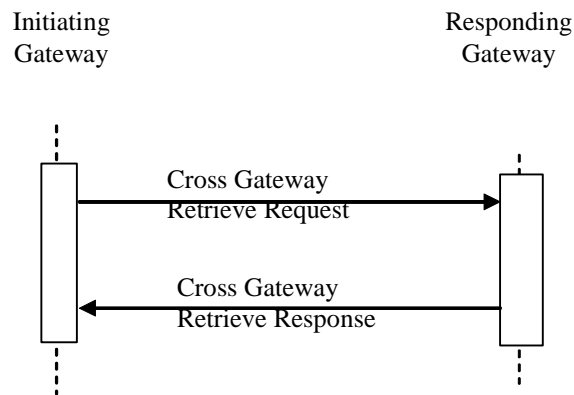 Initiating
Gateway
Responding
Gateway
Cross Gateway
Retrieve Request
Cross Gateway
Retrieve Response